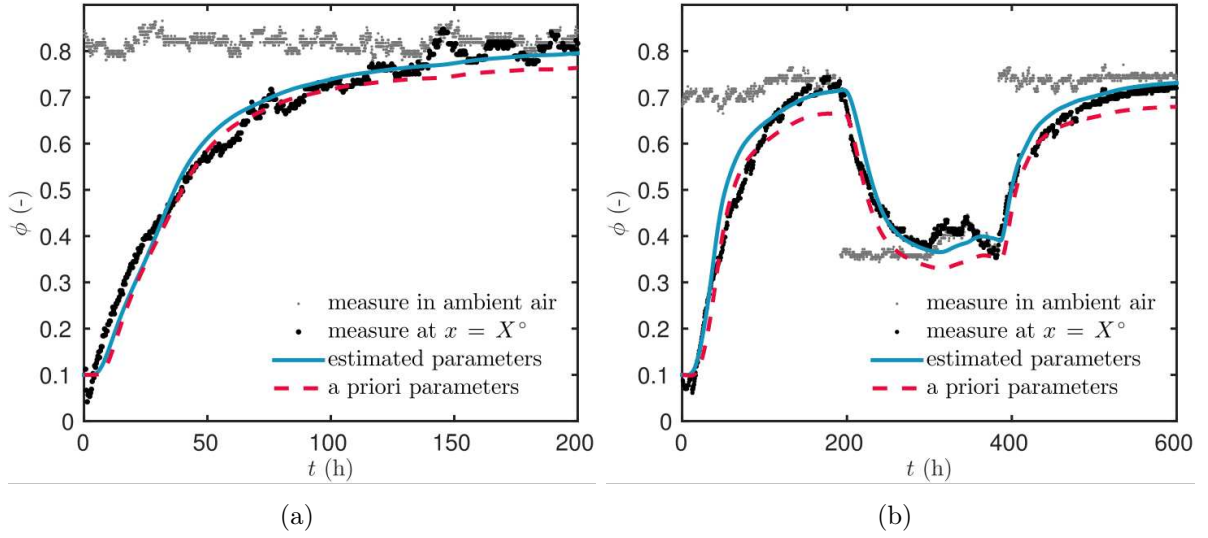 0.8
0.7
0.6
0.5
0.4
0.3
0.2
0.1
0
ϕ (-)
measure in ambient air
measure at x = X°
estimated parameters
a priori parameters
0 50 100 150 200
t (h)
(a)
0.8
0.7
0.6
0.5
0.4
0.3
0.2
0.1
0
ϕ (-)
measure in ambient air
measure at x = X°
estimated parameters
a priori parameters
0 200 400 600
t (h)
(b)